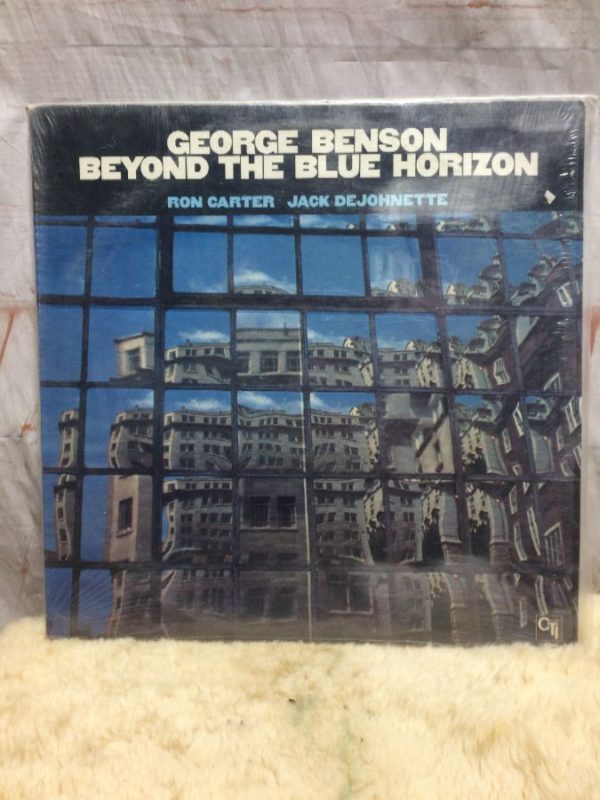 GEORGE BENSON
BEYOND THE BLUE HORIZON
RON CARTER JACK DEJOHNETTE
CTI